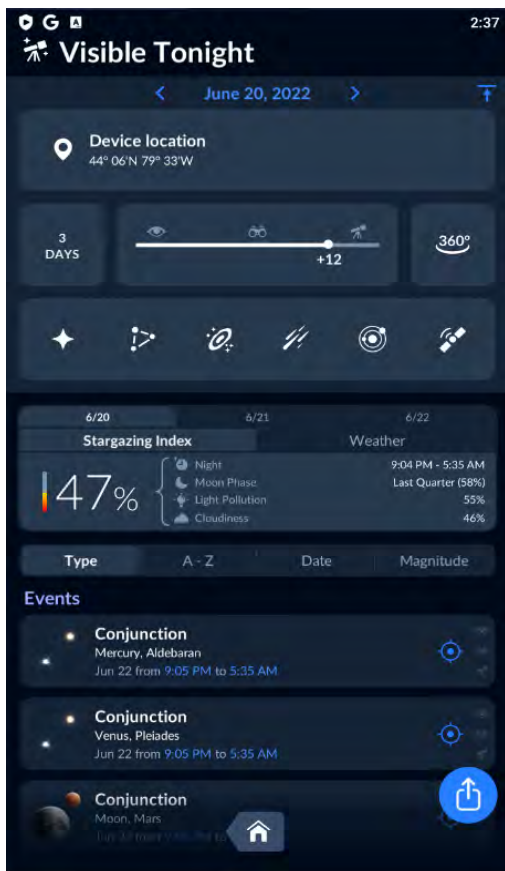 2:37
Visible Tonight
June 20, 2022
Device location
44° 06'N 79° 33'W
3
DAYS
+12
360°
6/20 6/21 6/22
Stargazing Index Weather
47%
Night 9:04 PM - 5:35 AM
Moon Phase Last Quarter (58%)
Light Pollution 55%
Cloudiness 46%
Type A - Z Date Magnitude
Events
Conjunction
Mercury, Aldebaran
Jun 22 from 9:05 PM to 5:35 AM
Conjunction
Venus, Pleiades
Jun 22 from 9:05 PM to 5:35 AM
Conjunction
Moon, Mars